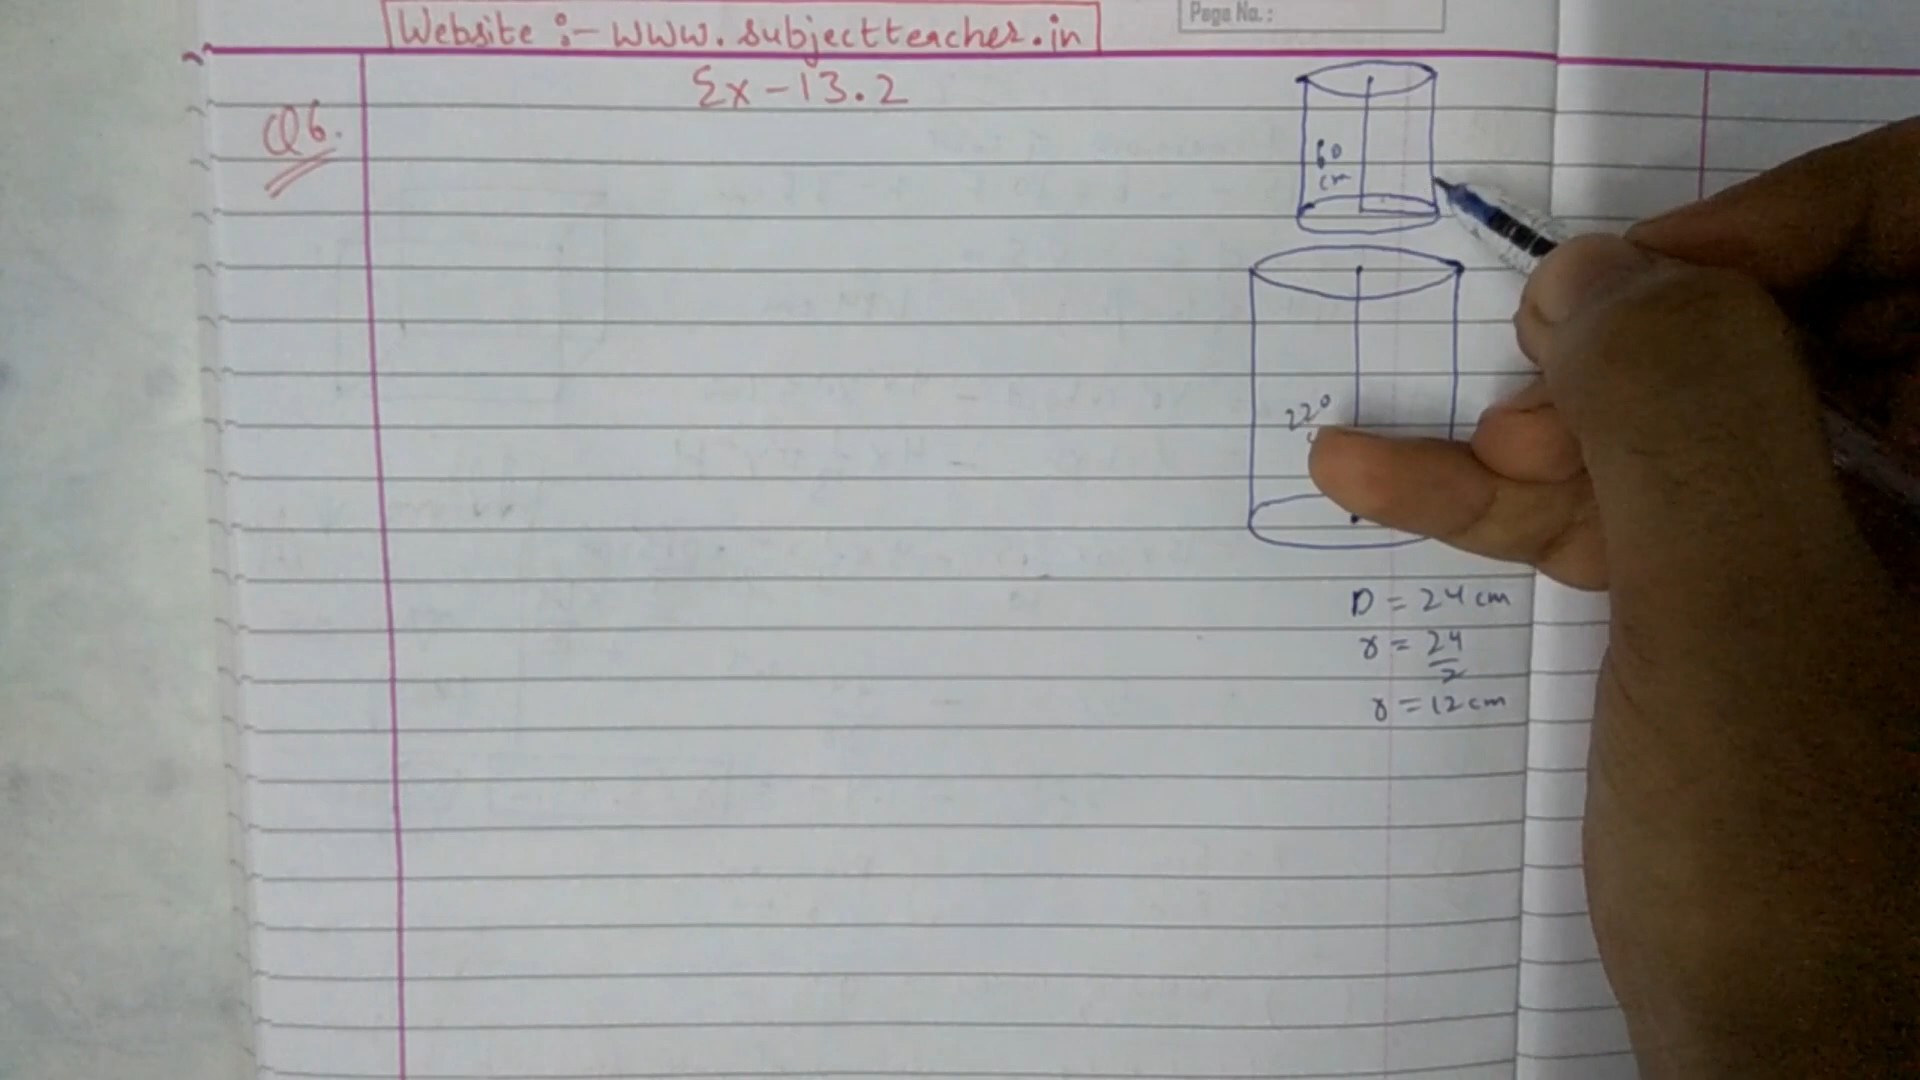 Website :- www.subjectteacher.in
Page No. :
Ex - 13.2
Q6.
60
cm
220
D = 24 cm
r = 24/2
r = 12 cm